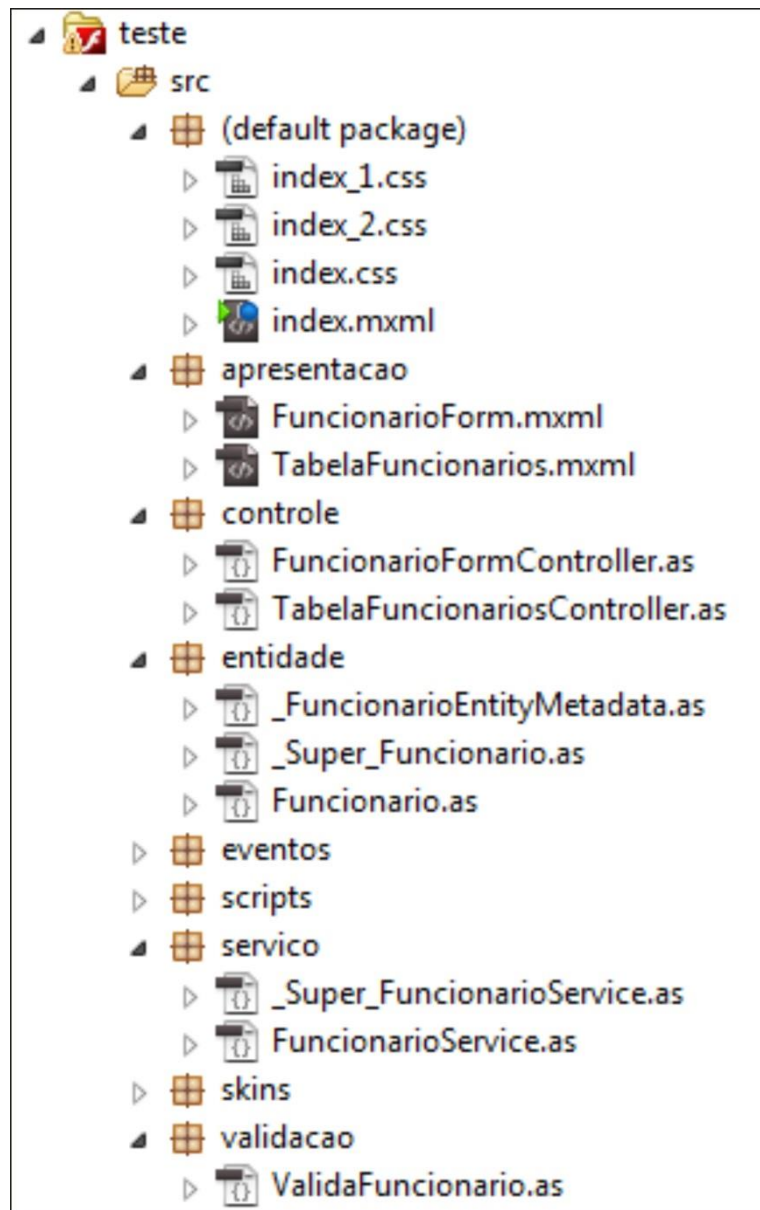 teste
src
(default package)
index_1.css
index_2.css
index.css
index.mxml
apresentacao
FuncionarioForm.mxml
TabelaFuncionarios.mxml
controle
FuncionarioFormController.as
TabelaFuncionariosController.as
entidade
_FuncionarioEntityMetadata.as
_Super_Funcionario.as
Funcionario.as
eventos
scripts
servico
_Super_FuncionarioService.as
FuncionarioService.as
skins
validacao
ValidaFuncionario.as